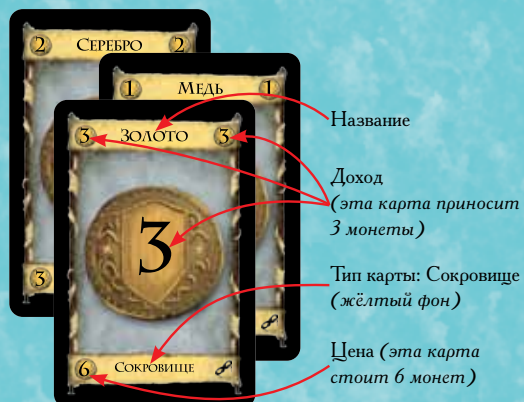 2 Серебро 2
1 Медь 1
3 Золото 3
3
3
6 Сокровище
Название
Доход
(эта карта приносит
3 монеты)
Тип карты: Сокровище
(жёлтый фон)
Цена (эта карта
стоит 6 монет)